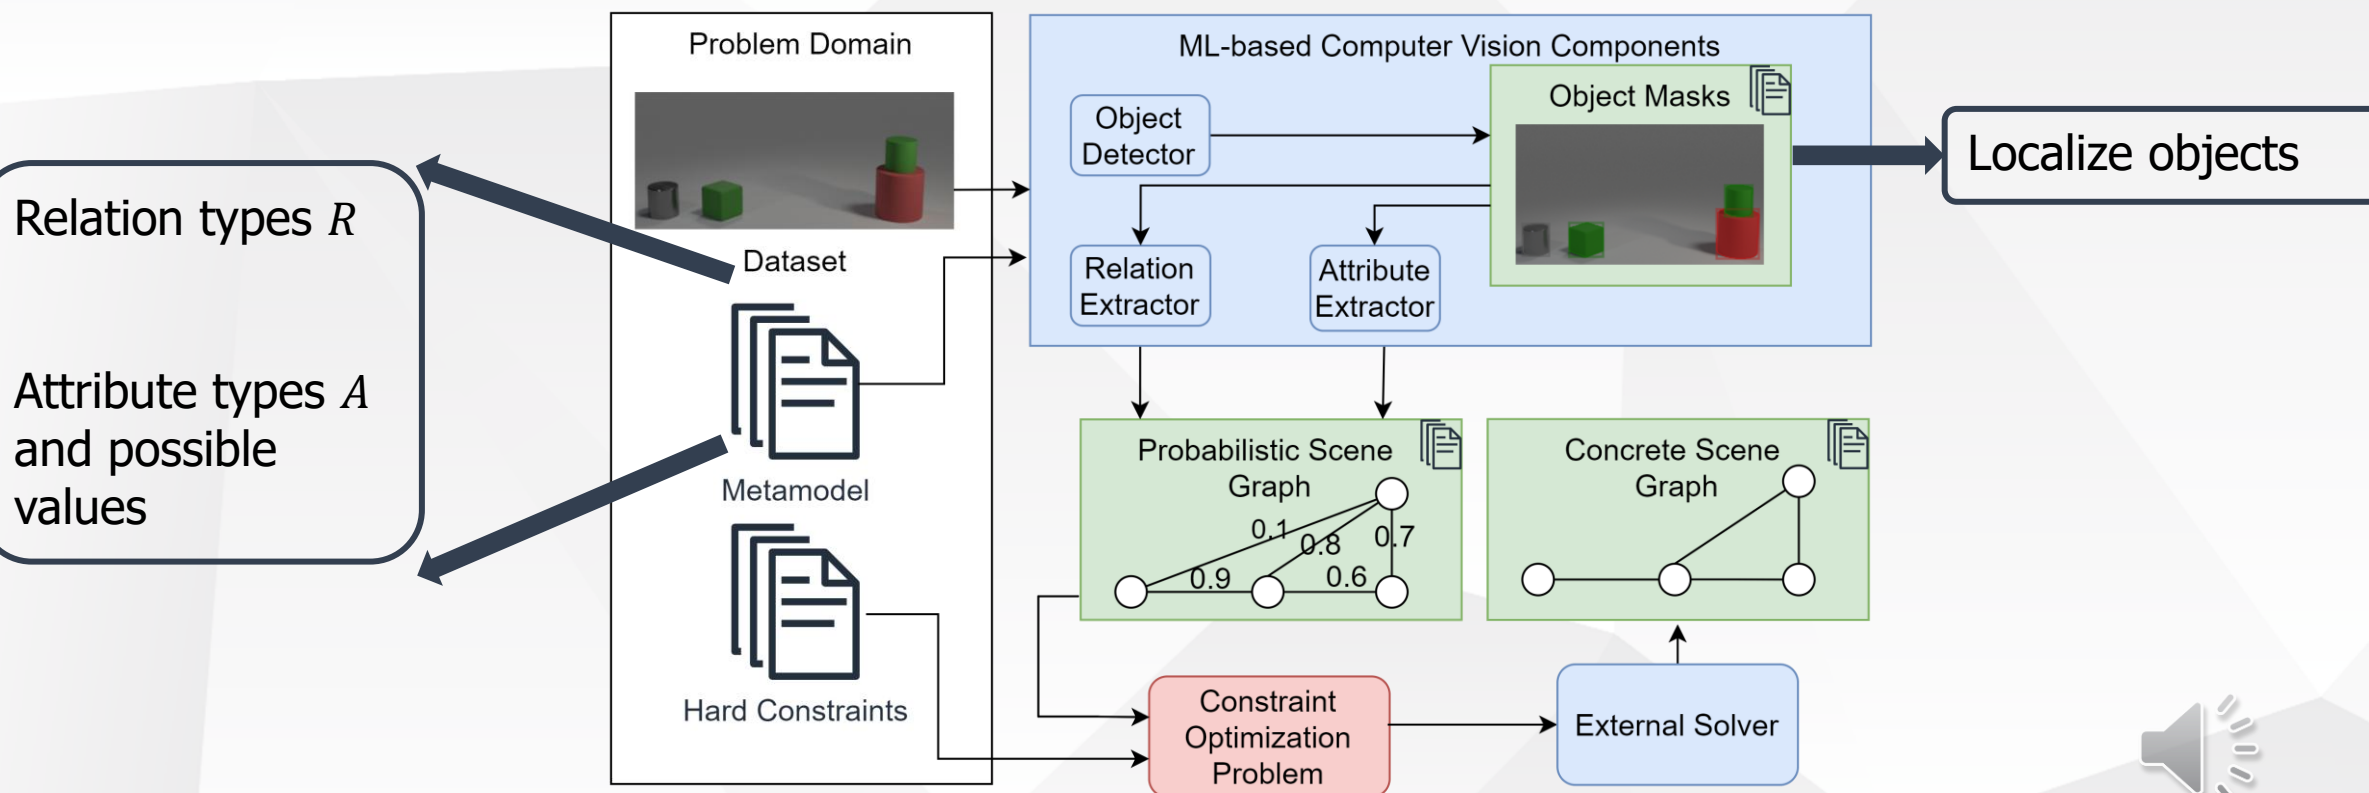 Relation types R
Attribute types A
and possible
values
Problem Domain
Dataset
Metamodel
Hard Constraints
ML-based Computer Vision Components
Object
Detector
Object Masks
Relation
Extractor
Attribute
Extractor
Localize objects
Probabilistic Scene
Graph
0.1
0.8
0.7
0.9
0.6
Concrete Scene
Graph
Constraint
Optimization
Problem
External Solver